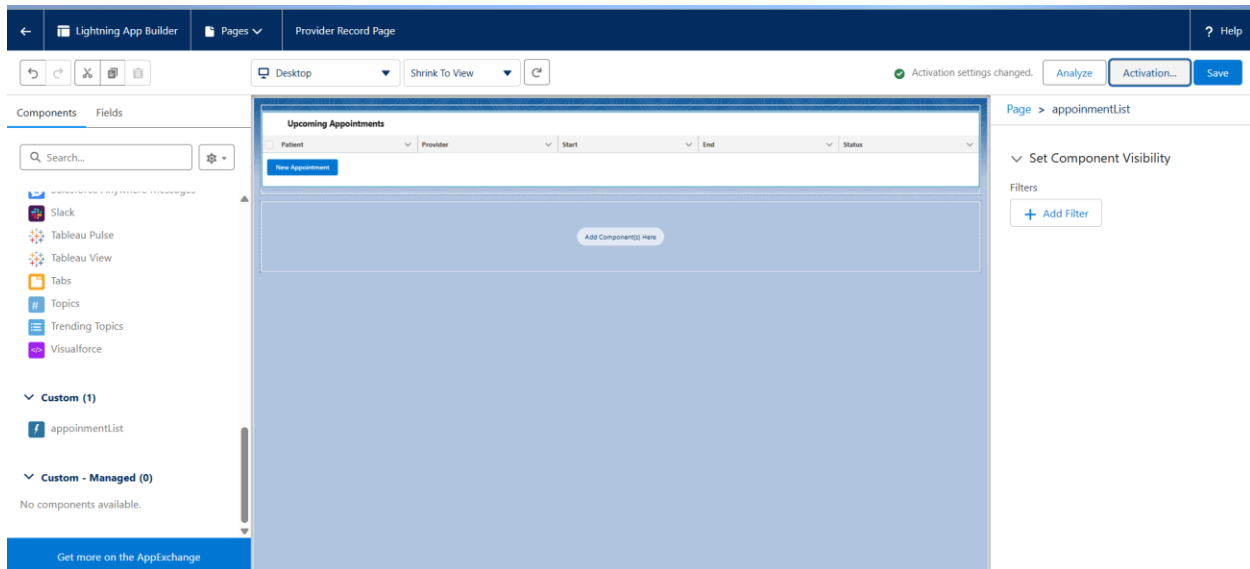 Lightning App Builder
Pages
Provider Record Page
? Help
Desktop
Shrink To View
Activation settings changed.
Analyze
Activation...
Save
Components
Fields
Search...
Slack
Tableau Pulse
Tableau View
Tabs
# Topics
Trending Topics
</> Visualforce
Custom (1)
appoinmentList
Custom - Managed (0)
No components available.
Get more on the AppExchange
Upcoming Appointments
Patient
Provider
Start
End
Status
New Appointment
Add Component(s) Here
Page > appoinmentList
Set Component Visibility
Filters
+ Add Filter